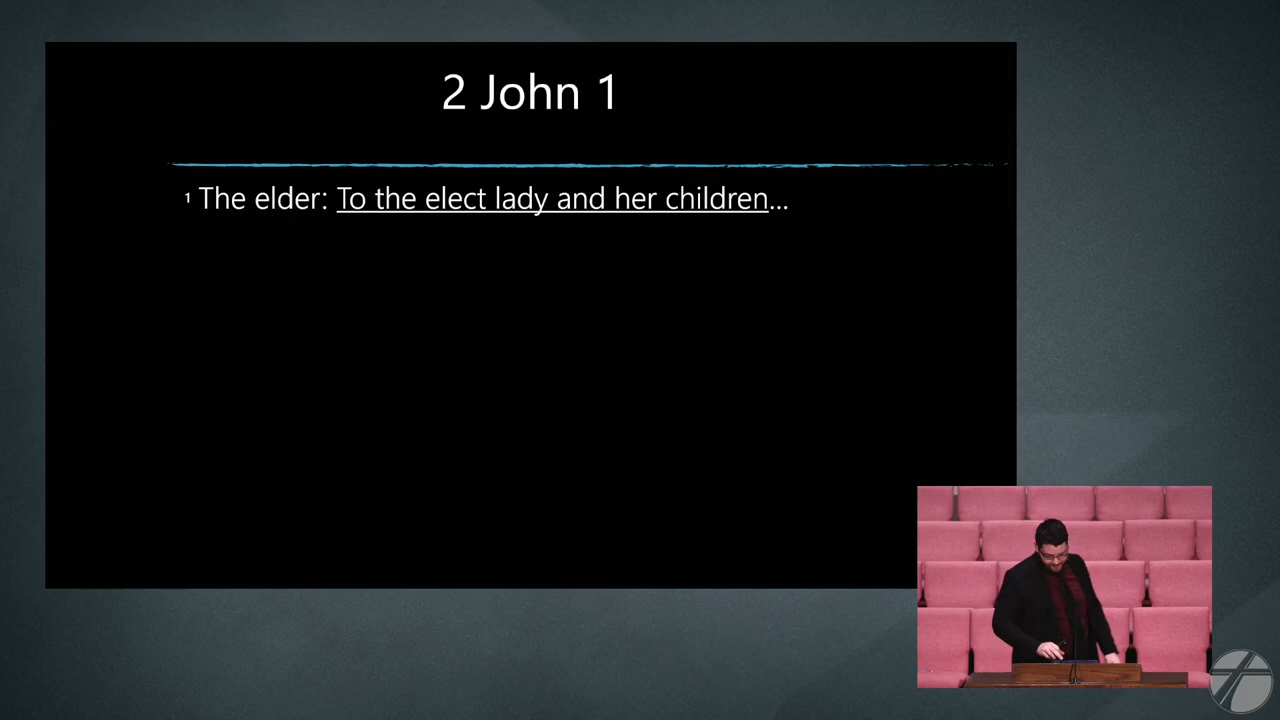 2 John 1
¹ The elder: To the elect lady and her children...